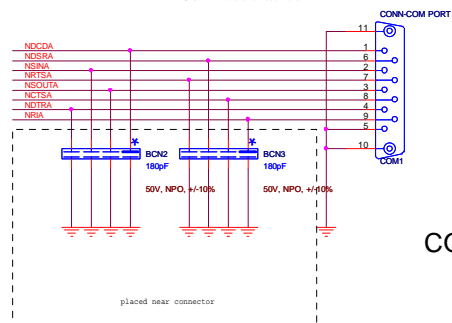 CONN-COM PORT
11
NDCDA 1
NDSRA 6
NSINA 2
NRTSA 7
NSOUTA 3
NCTSA 8
NDTRA 4
NRIA 9
5
10
COM1
* BCN2
180pF
50V, NPO, +/-10%
* BCN3
180pF
50V, NPO, +/-10%
CO
placed near connector